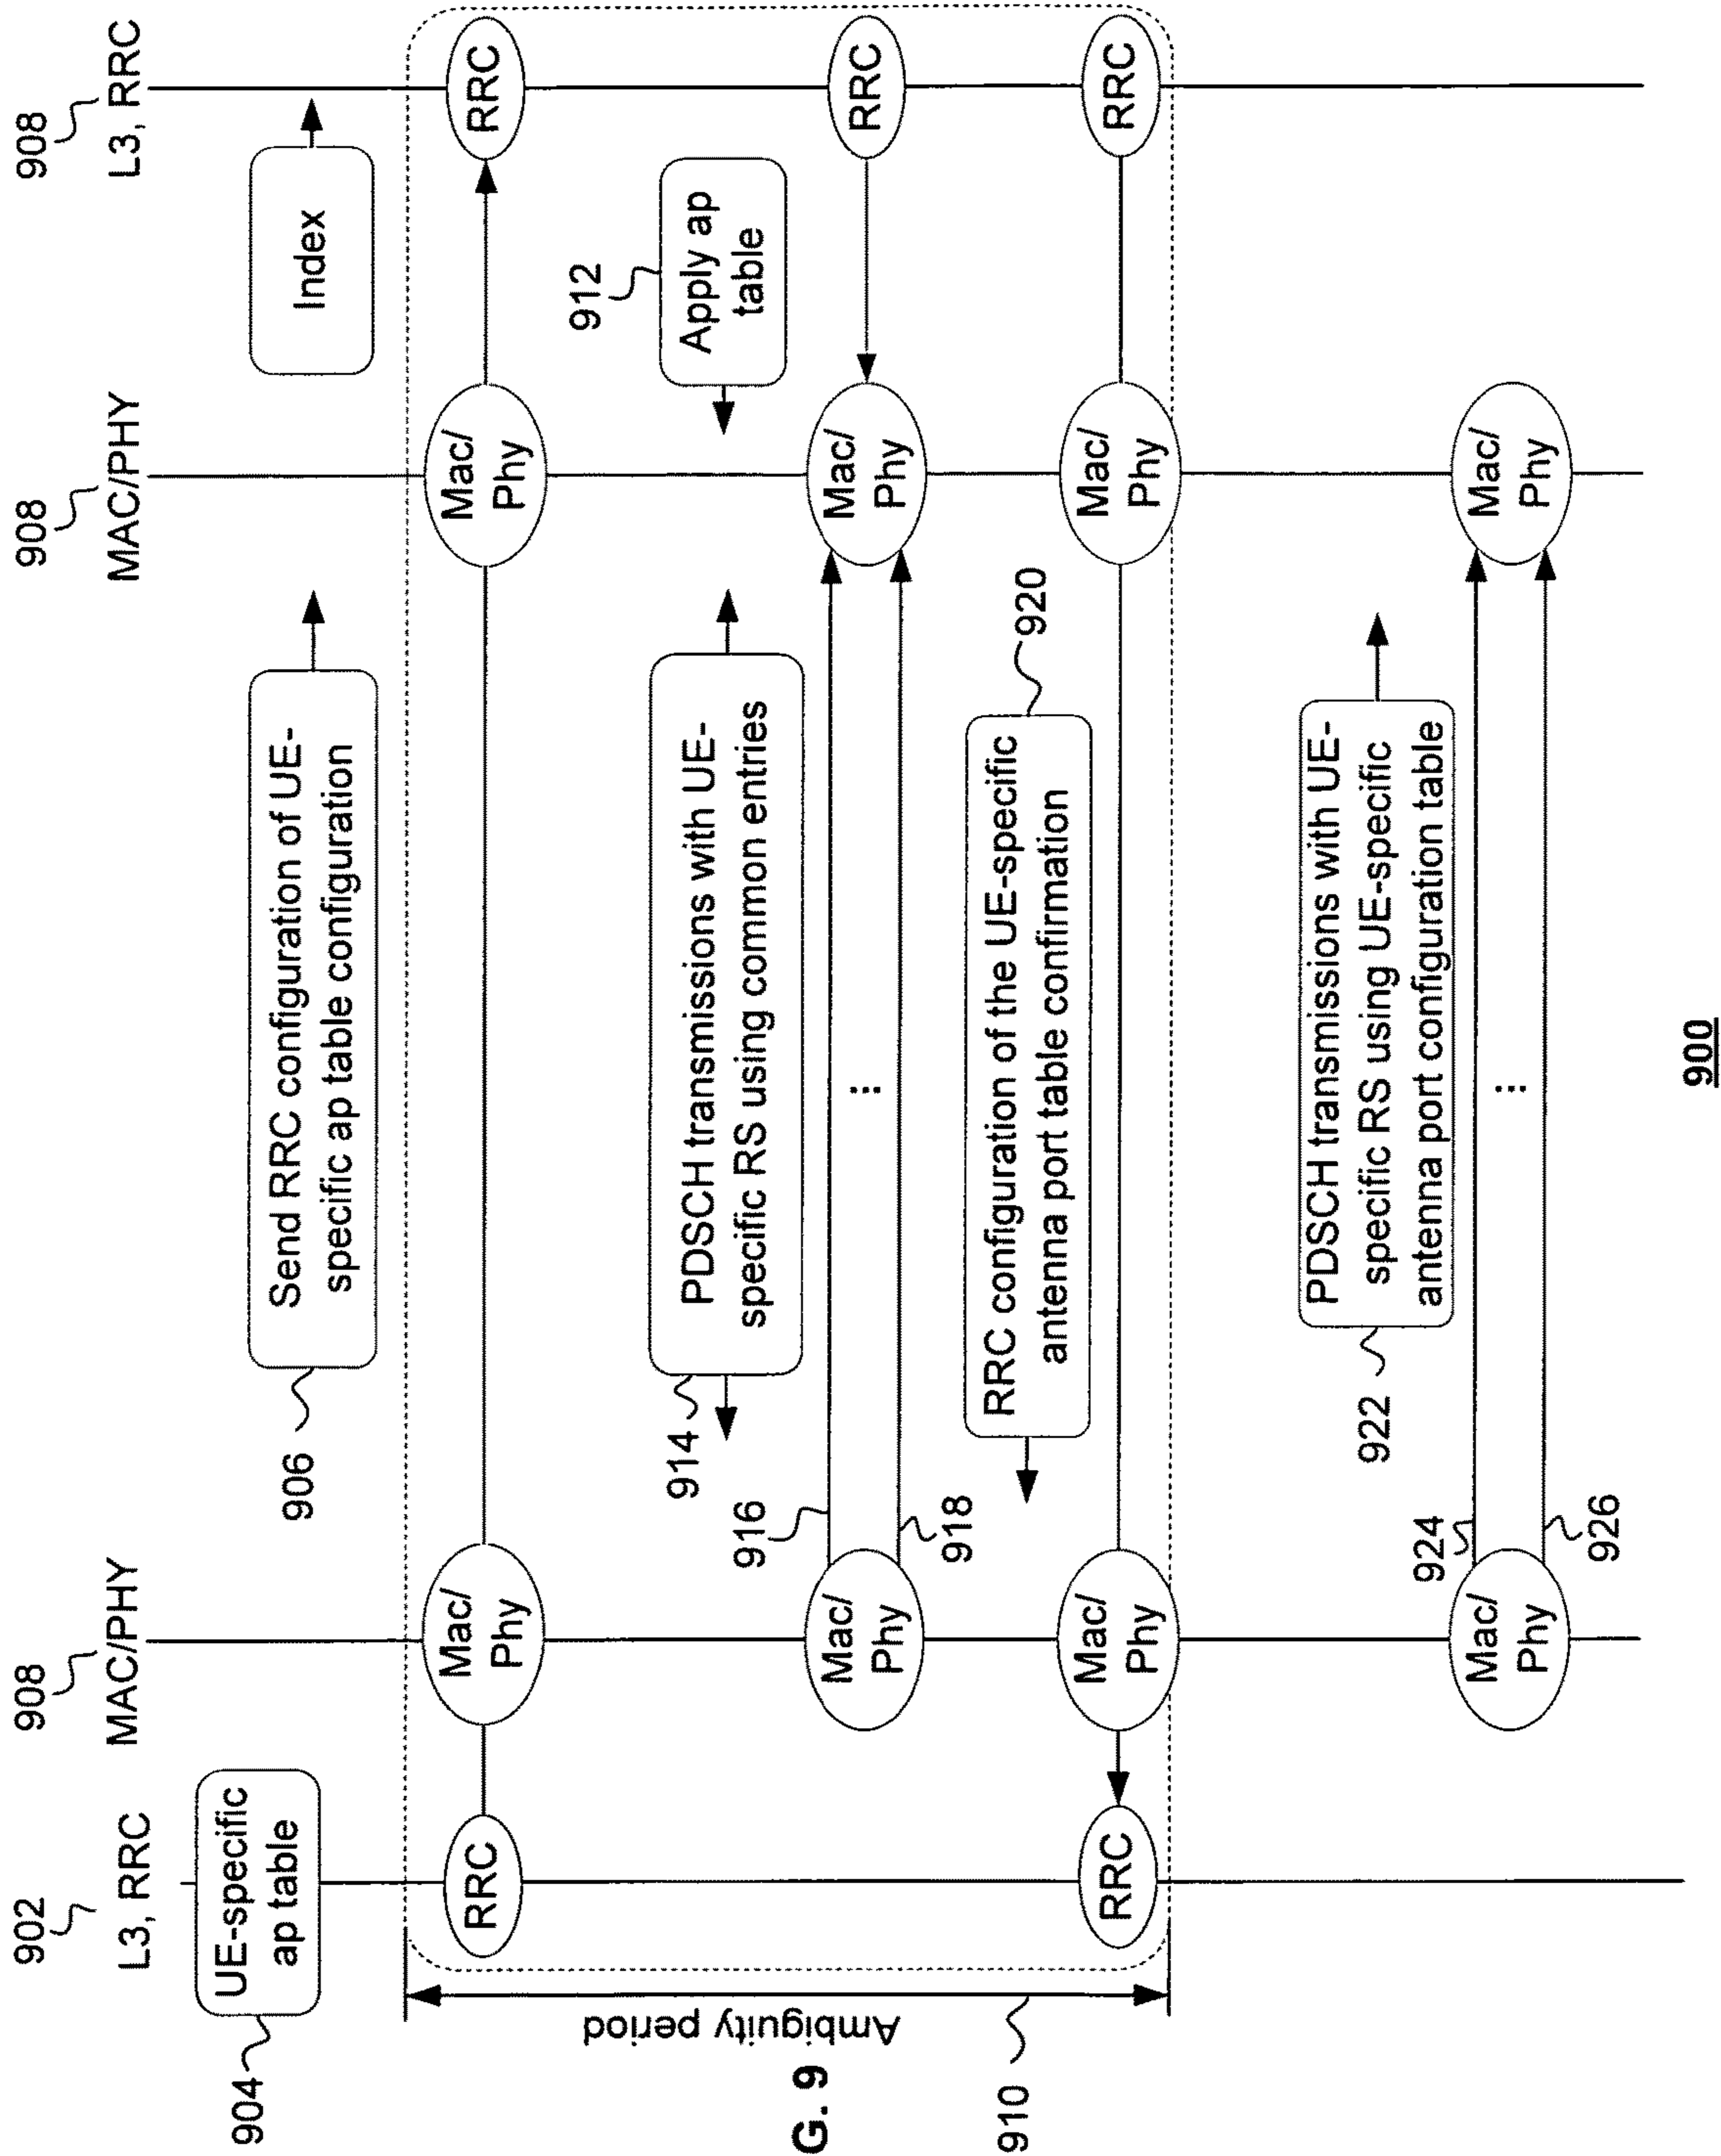 902
L3, RRC
908
MAC/PHY
908
MAC/PHY
908
L3, RRC
904
UE-specific
ap table
906
Send RRC configuration of UE-
specific ap table configuration
Index
RRC
Mac/
Phy
Mac/
Phy
RRC
Ambiguity period
910
914
PDSCH transmissions with UE-
specific RS using common entries
912
Apply ap
table
916
918
Mac/
Phy
...
Mac/
Phy
RRC
RRC configuration of the UE-specific
antenna port table confirmation
920
RRC
Mac/
Phy
Mac/
Phy
RRC
922
PDSCH transmissions with UE-
specific RS using UE-specific
antenna port configuration table
924
926
Mac/
Phy
...
Mac/
Phy
G. 9
900